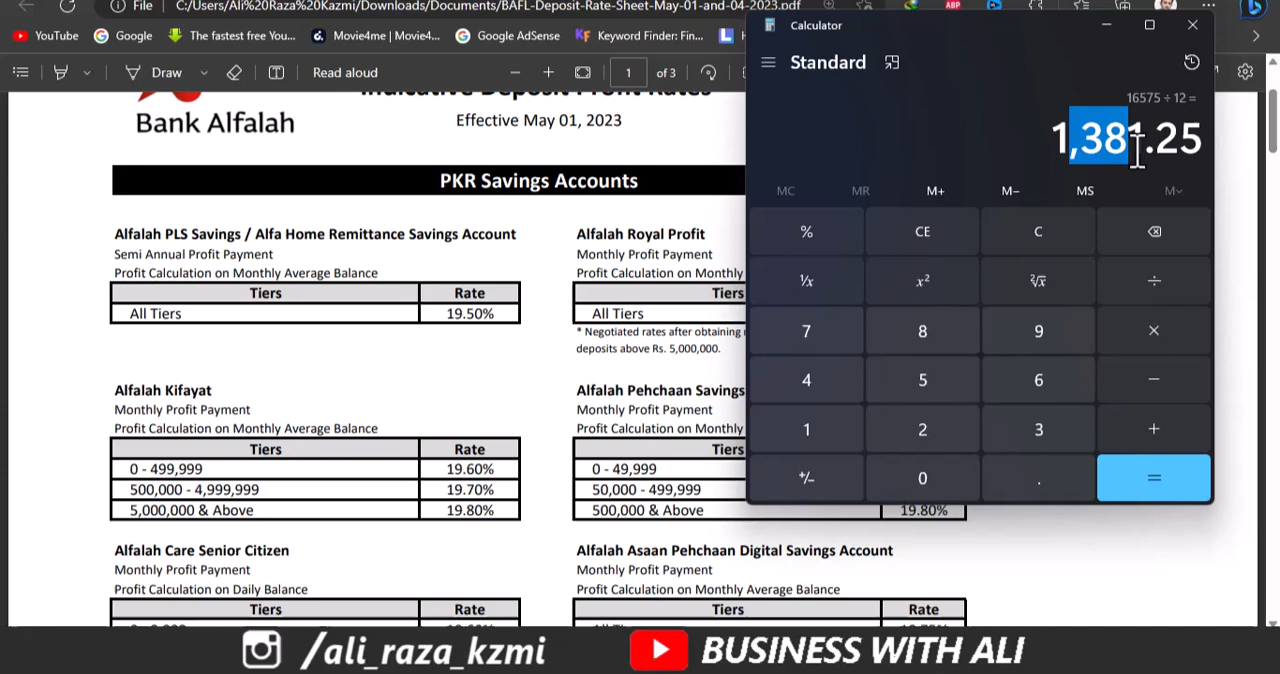 File C:/Users/Ali%20Raza%20Kazmi/Downloads/Documents/BAFL-Deposit-Rate-Sheet-May-01-and-04-2023.pdf
YouTube Google The fastest free You... Movie4me | Movie4... Google AdSense Keyword Finder: Fin...
Draw Read aloud 1 of 3
Bank Alfalah
Indicative Deposit Profit Rates
Effective May 01, 2023
PKR Savings Accounts
Alfalah PLS Savings / Alfa Home Remittance Savings Account
Semi Annual Profit Payment
Profit Calculation on Monthly Average Balance
Tiers Rate
All Tiers 19.50%
Alfalah Royal Profit
Monthly Profit Payment
Profit Calculation on Monthly
Tiers
All Tiers
* Negotiated rates after obtaining
deposits above Rs. 5,000,000.
Alfalah Kifayat
Monthly Profit Payment
Profit Calculation on Monthly Average Balance
Tiers Rate
0 - 499,999 19.60%
500,000 - 4,999,999 19.70%
5,000,000 & Above 19.80%
Alfalah Pehchaan Savings
Monthly Profit Payment
Profit Calculation on Monthly
Tiers
0 - 49,999
50,000 - 499,999
500,000 & Above 19.80%
Alfalah Care Senior Citizen
Monthly Profit Payment
Profit Calculation on Daily Balance
Tiers Rate
Alfalah Asaan Pehchaan Digital Savings Account
Monthly Profit Payment
Profit Calculation on Monthly Average Balance
Tiers Rate
Calculator
Standard
16575 ÷ 12 =
1,381.25
MC MR M+ M− MS M
% CE C
¹/x x² ²√x ÷
7 8 9 ×
4 5 6 −
1 2 3 +
+/− 0 . =
ABP
/ali_raza_kzmi BUSINESS WITH ALI